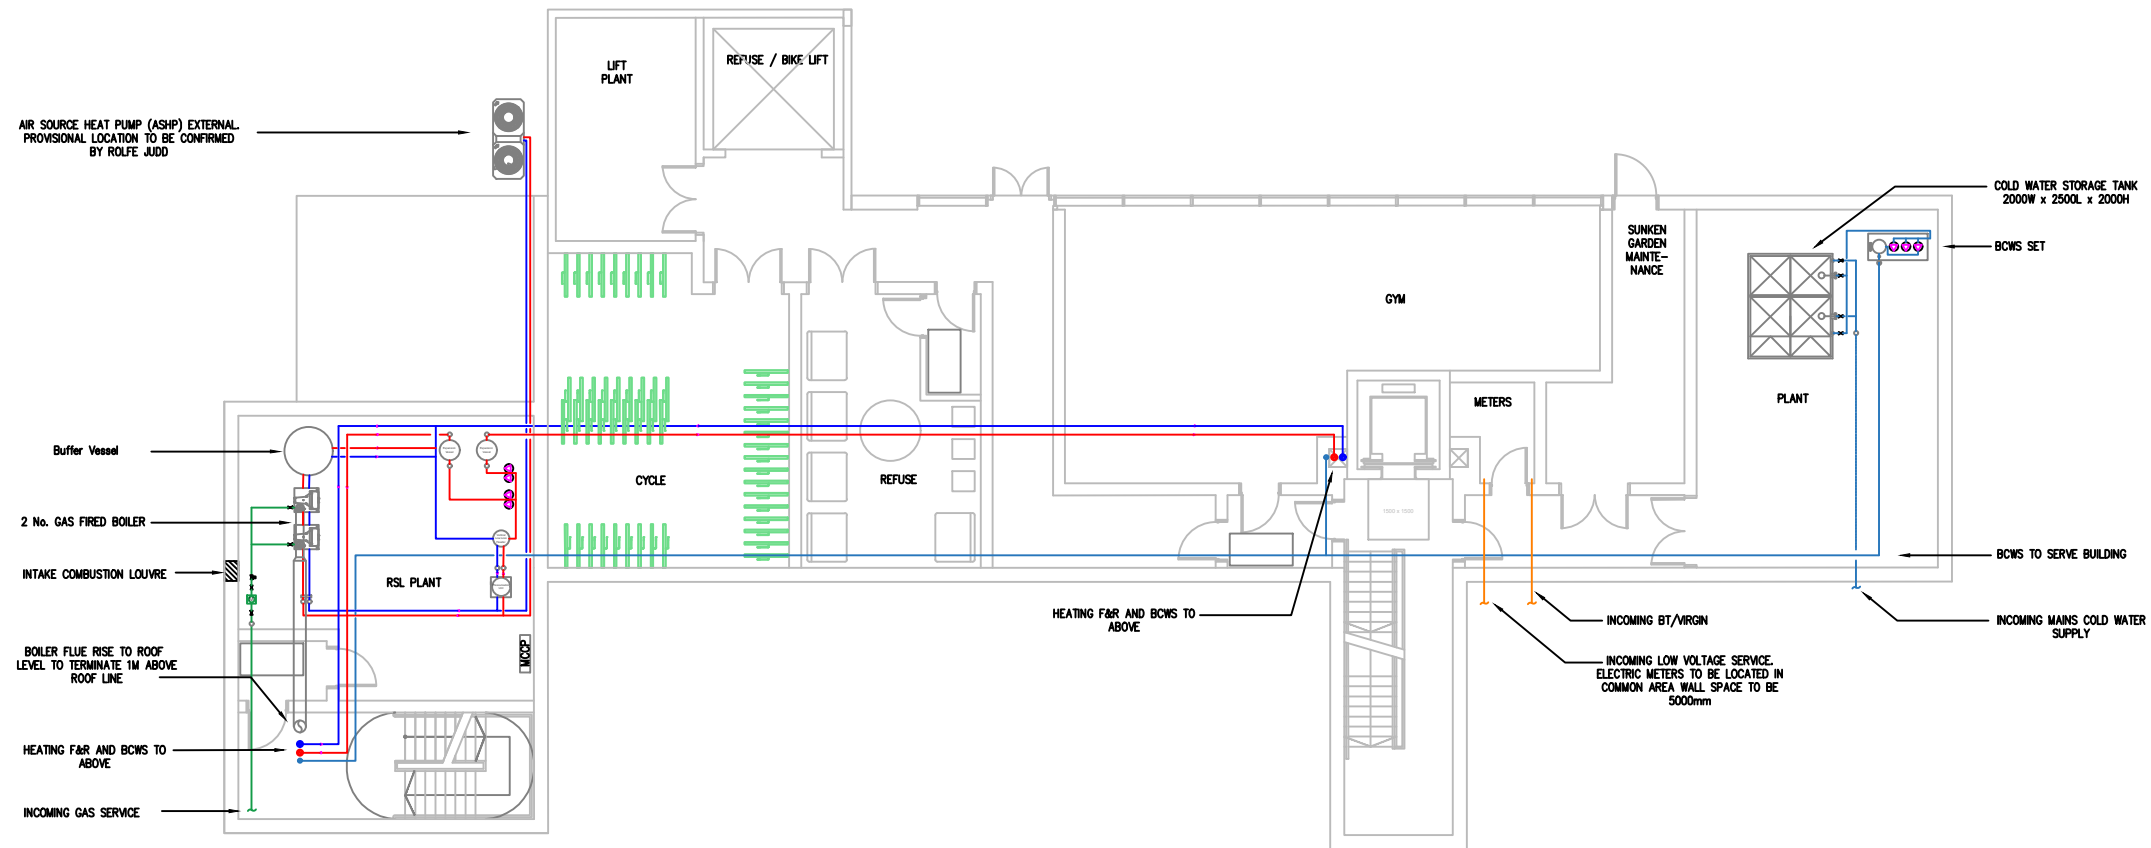 LIFT
PLANT
REFUSE / BIKE LIFT
AIR SOURCE HEAT PUMP (ASHP) EXTERNAL.
PROVISIONAL LOCATION TO BE CONFIRMED
BY ROLFE JUDD
COLD WATER STORAGE TANK
2000W x 2500L x 2000H
SUNKEN
GARDEN
MAINTE-
NANCE
BCWS SET
GYM
METERS
PLANT
Buffer Vessel
CYCLE
REFUSE
2 No. GAS FIRED BOILER
1500 x 1500
INTAKE COMBUSTION LOUVRE
RSL PLANT
BCWS TO SERVE BUILDING
HEATING F&R AND BCWS TO
ABOVE
INCOMING BT/VIRGIN
INCOMING MAINS COLD WATER
SUPPLY
MCCP
BOILER FLUE RISE TO ROOF
LEVEL TO TERMINATE 1M ABOVE
ROOF LINE
INCOMING LOW VOLTAGE SERVICE.
ELECTRIC METERS TO BE LOCATED IN
COMMON AREA WALL SPACE TO BE
5000mm
HEATING F&R AND BCWS TO
ABOVE
INCOMING GAS SERVICE